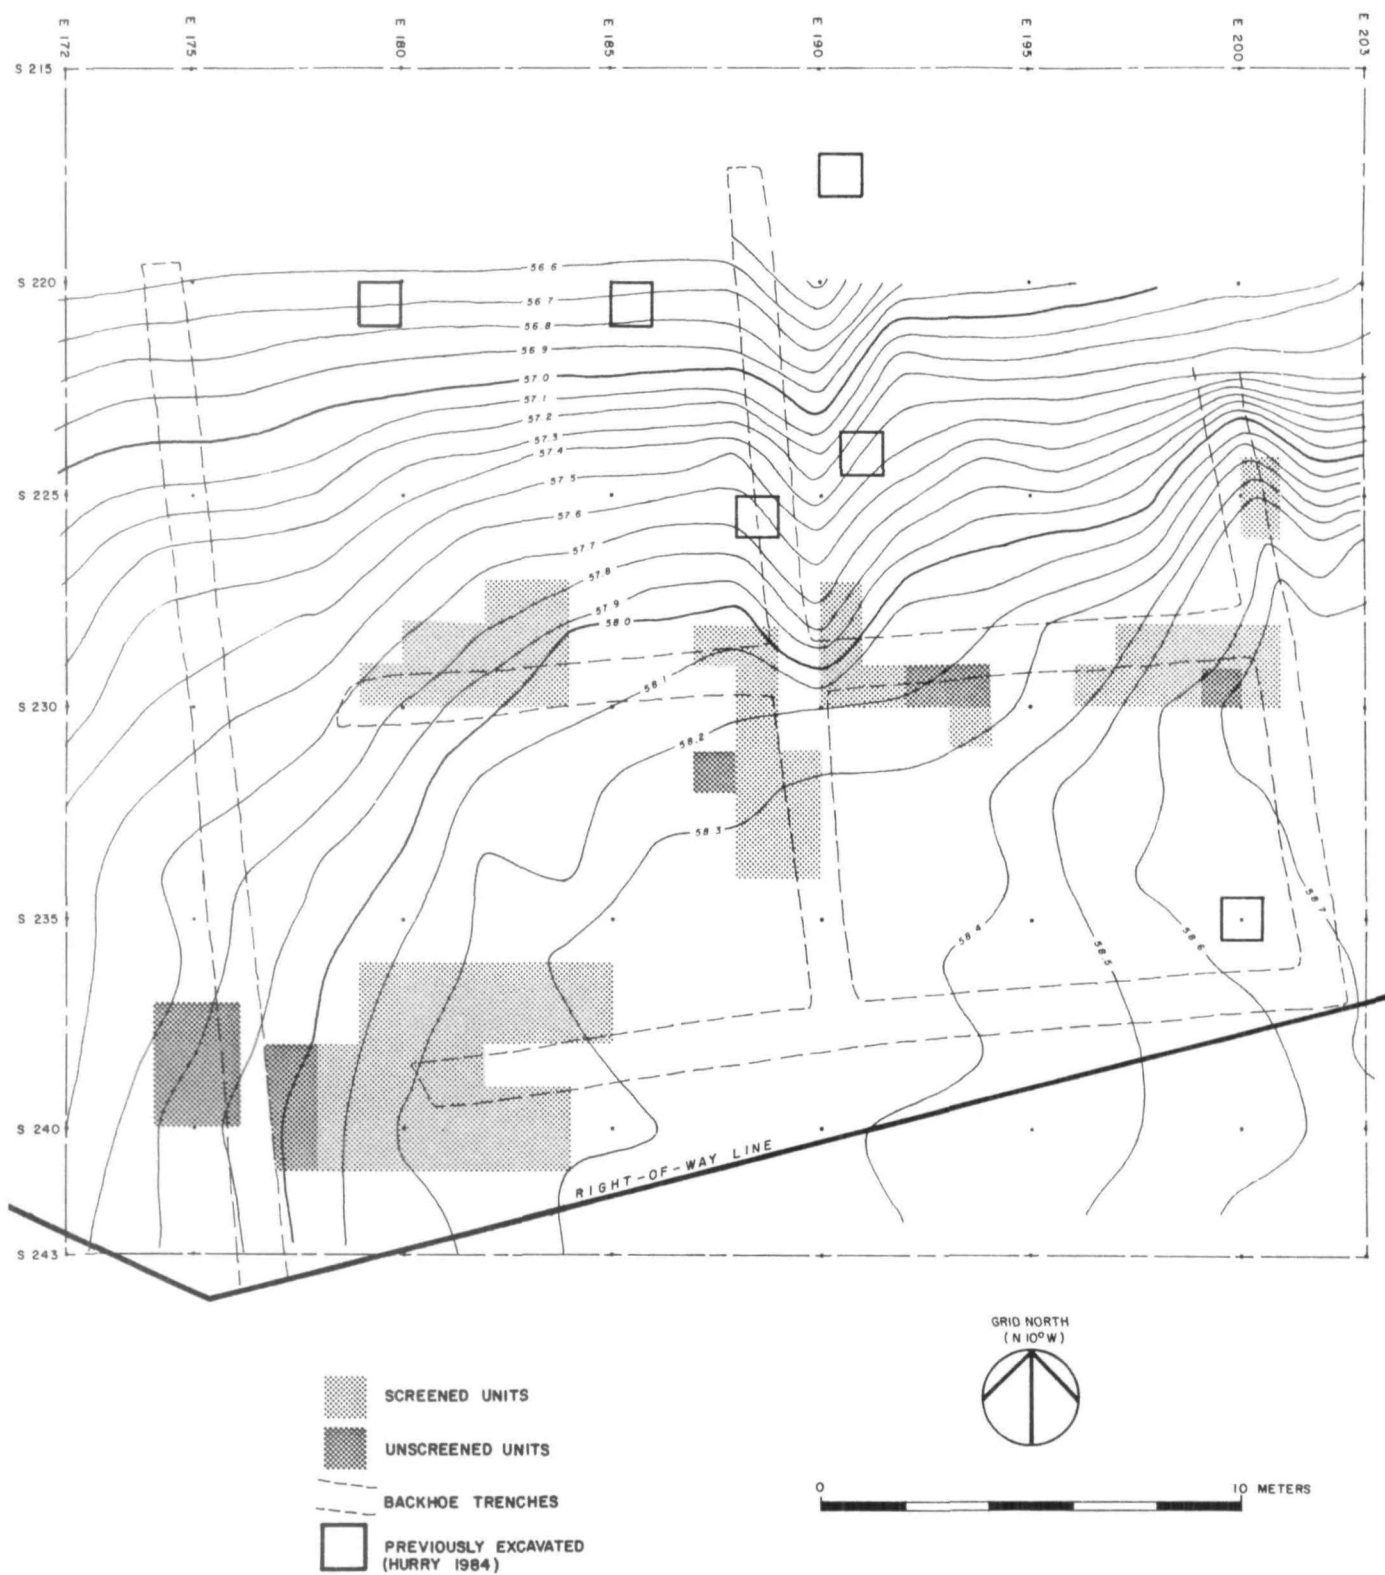 E 172
E 175
E 180
E 185
E 190
E 195
E 200
E 203
S 215
S 220
56.6
56.7
56.8
56.9
57.0
57.1
57.2
57.3
57.4
S 225
57.5
57.6
57.7
57.8
57.9
58.0
58.1
S 230
58.2
58.3
58.7
S 235
58.4
58.5
58.6
S 240
RIGHT-OF-WAY LINE
S 243
GRID NORTH
(N 10° W)
SCREENED UNITS
UNSCREENED UNITS
BACKHOE TRENCHES
0 10 METERS
PREVIOUSLY EXCAVATED
(HURRY 1984)